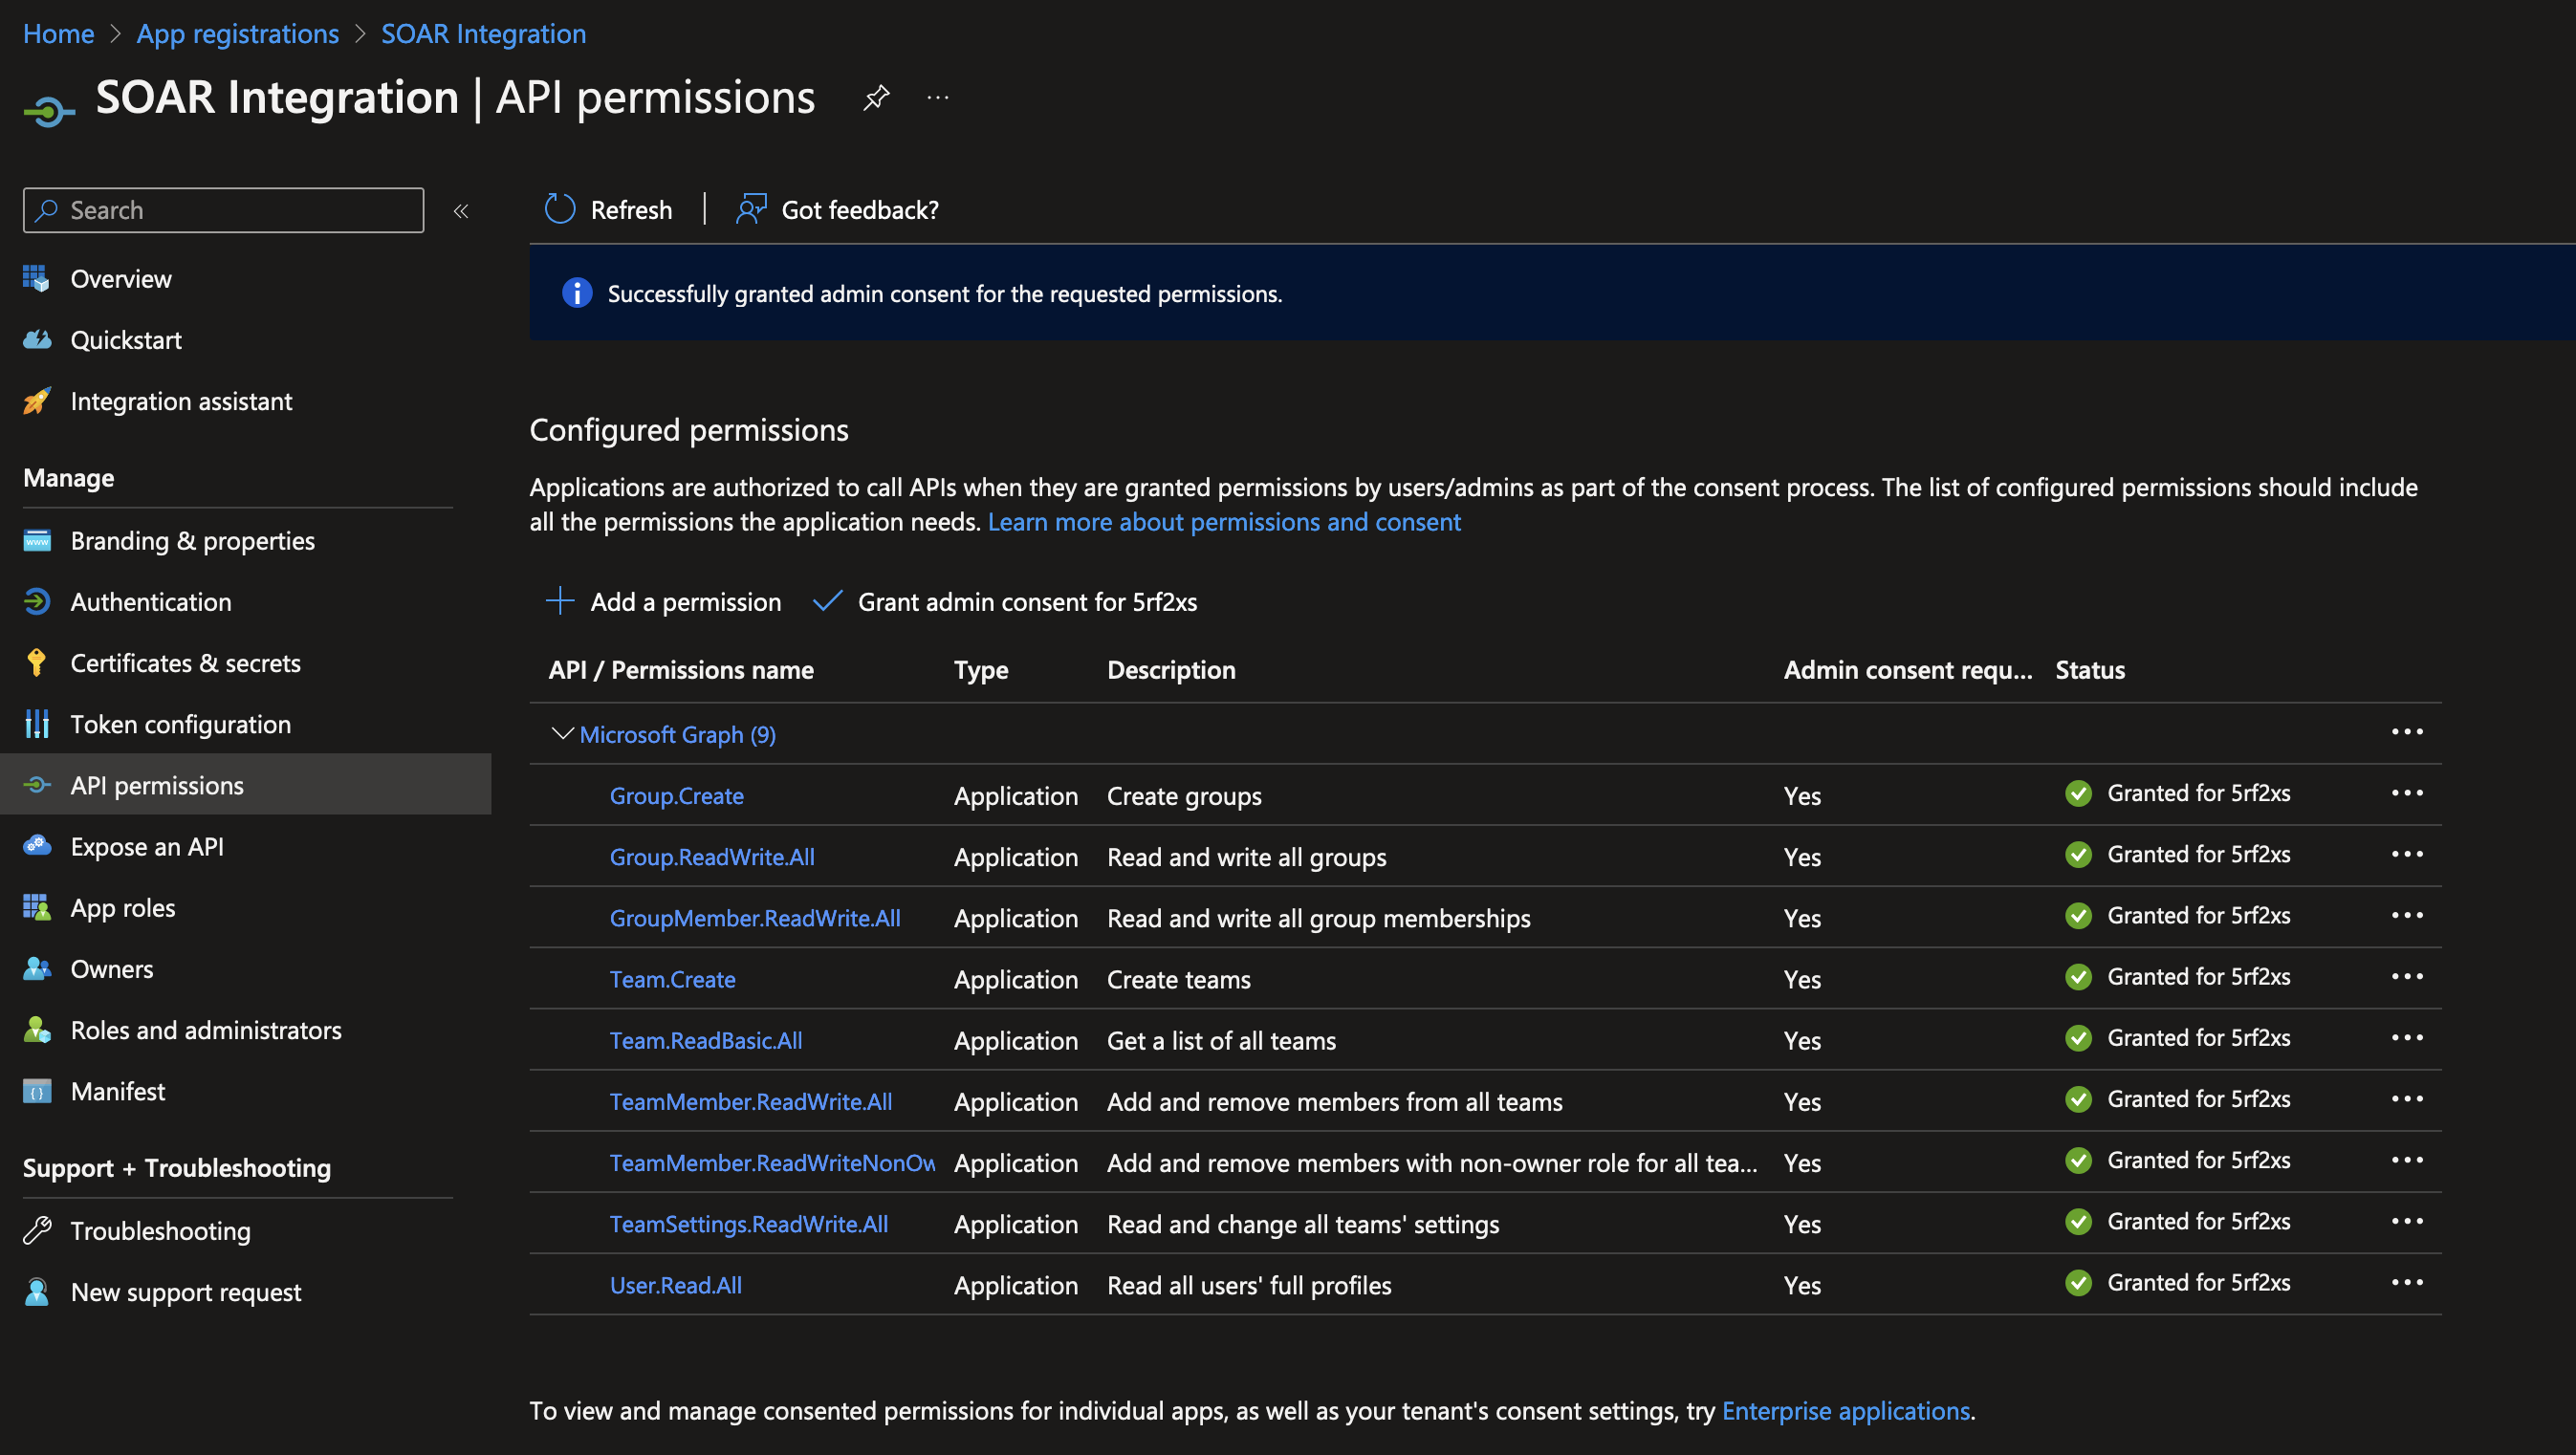 Home > App registrations > SOAR Integration
SOAR Integration | API permissions ...
Search «
Overview
Quickstart
Integration assistant
Manage
Branding & properties
Authentication
Certificates & secrets
Token configuration
API permissions
Expose an API
App roles
Owners
Roles and administrators
Manifest
Support + Troubleshooting
Troubleshooting
New support request
Refresh | Got feedback?
Successfully granted admin consent for the requested permissions.
Configured permissions
Applications are authorized to call APIs when they are granted permissions by users/admins as part of the consent process. The list of configured permissions should include
all the permissions the application needs. Learn more about permissions and consent
Add a permission Grant admin consent for 5rf2xs
API / Permissions name Type Description Admin consent requ... Status
Microsoft Graph (9) ...
Group.Create Application Create groups Yes Granted for 5rf2xs ...
Group.ReadWrite.All Application Read and write all groups Yes Granted for 5rf2xs ...
GroupMember.ReadWrite.All Application Read and write all group memberships Yes Granted for 5rf2xs ...
Team.Create Application Create teams Yes Granted for 5rf2xs ...
Team.ReadBasic.All Application Get a list of all teams Yes Granted for 5rf2xs ...
TeamMember.ReadWrite.All Application Add and remove members from all teams Yes Granted for 5rf2xs ...
TeamMember.ReadWriteNonOw Application Add and remove members with non-owner role for all tea... Yes Granted for 5rf2xs ...
TeamSettings.ReadWrite.All Application Read and change all teams' settings Yes Granted for 5rf2xs ...
User.Read.All Application Read all users' full profiles Yes Granted for 5rf2xs ...
To view and manage consented permissions for individual apps, as well as your tenant's consent settings, try Enterprise applications.